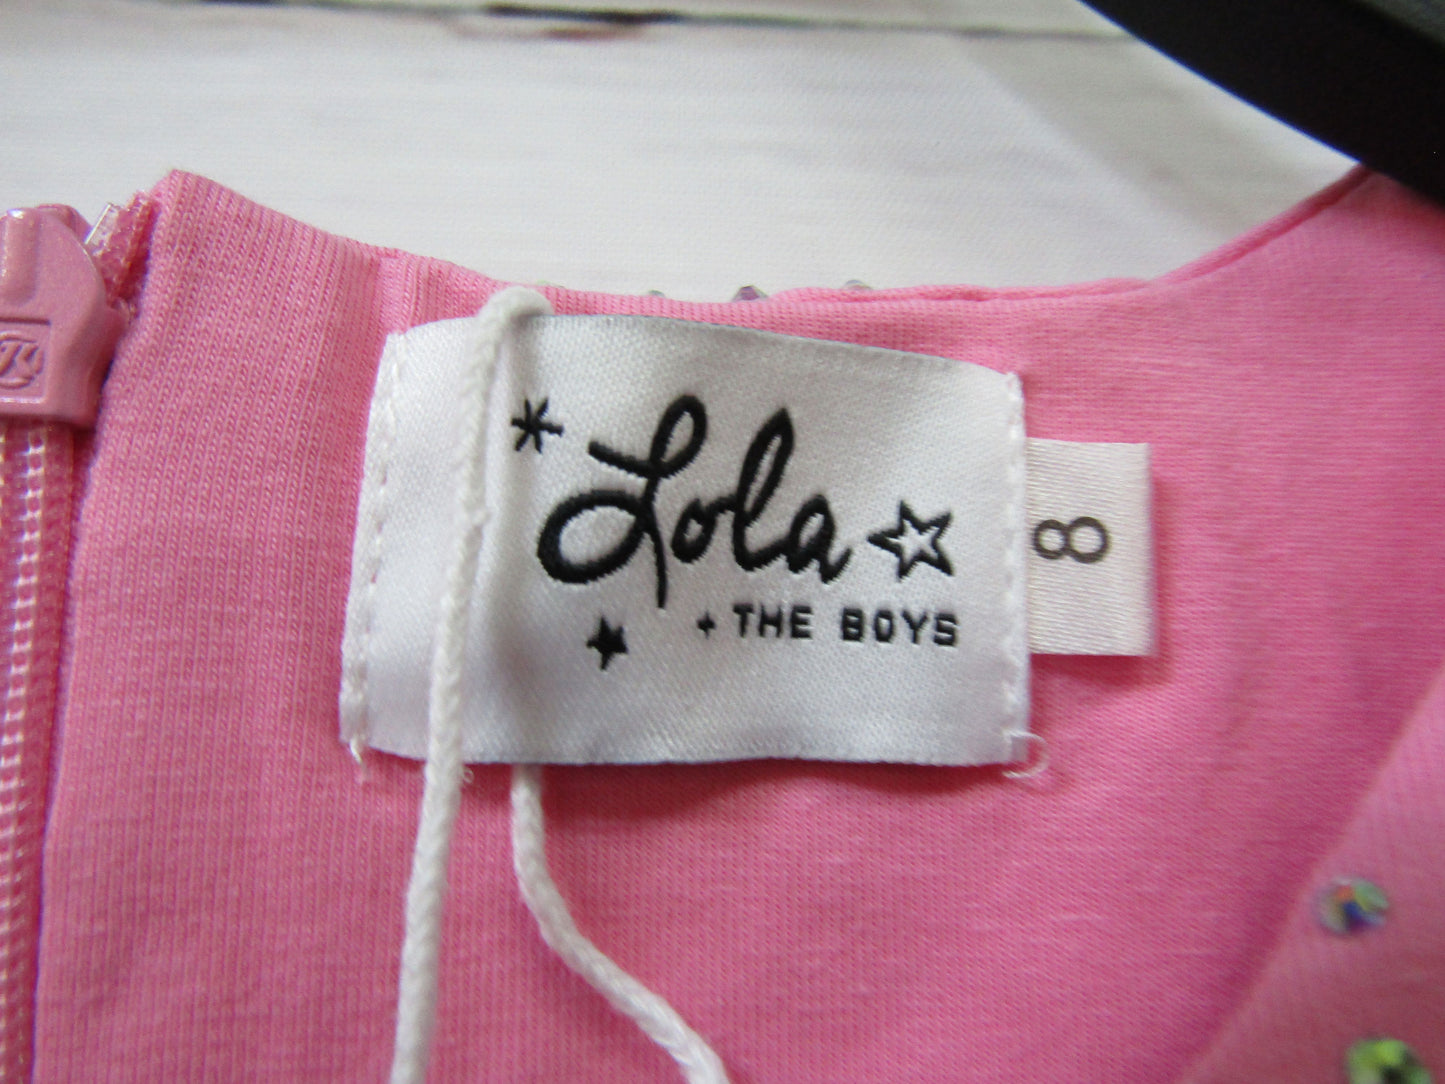 Lola
+ THE BOYS
8